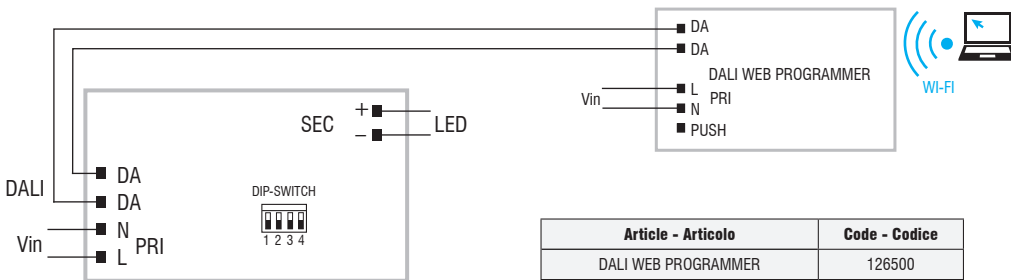 DA
DA
DALI WEB PROGRAMMER
L
PRI
N
Vin
PUSH
WI-FI
SEC
+
−
LED
DALI
DA
DA
N
PRI
L
Vin
DIP-SWITCH
1 2 3 4
Article - Articolo Code - Codice
DALI WEB PROGRAMMER 126500